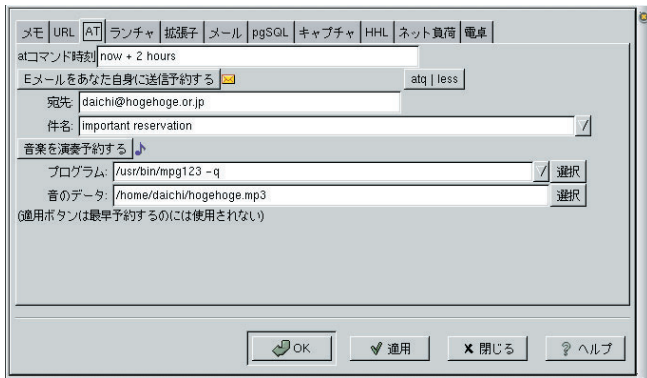 メモ URL AT ランチャ 拡張子 メール pgSQL キャプチャ HHL ネット負荷 電卓
atコマンド時刻 now + 2 hours
Eメールをあなた自身に送信予約する atq | less
宛先: daichi@hogehoge.or.jp
件名: important reservation
音楽を演奏予約する
プログラム: /usr/bin/mpg123 -q 選択
音のデータ: /home/daichi/hogehoge.mp3 選択
(適用ボタンは最早予約するのには使用されない)
OK 適用 閉じる ヘルプ